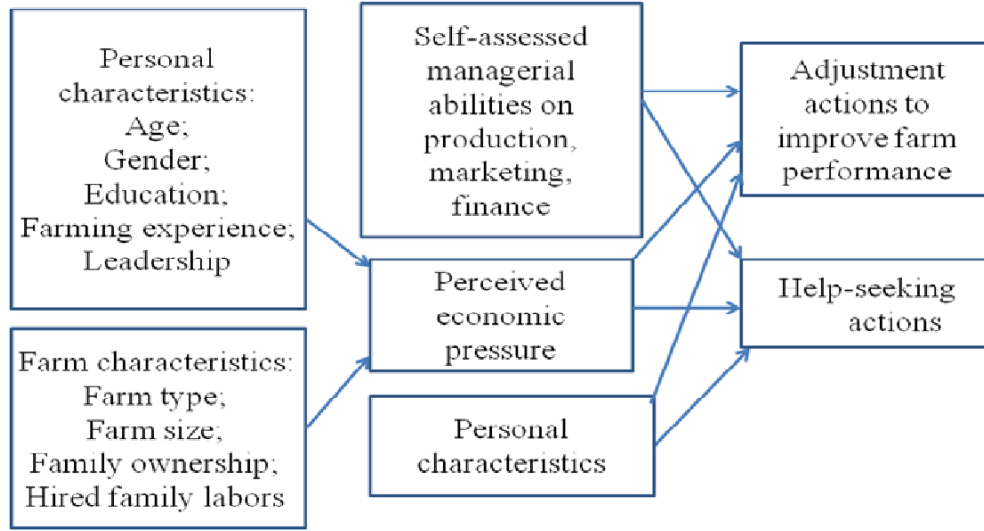 Personal
characteristics:
Age;
Gender;
Education;
Farming experience;
Leadership
Farm characteristics:
Farm type;
Farm size;
Family ownership;
Hired family labors
Self-assessed
managerial
abilities on
production,
marketing,
finance
Perceived
economic
pressure
Personal
characteristics
Adjustment
actions to
improve farm
performance
Help-seeking
actions